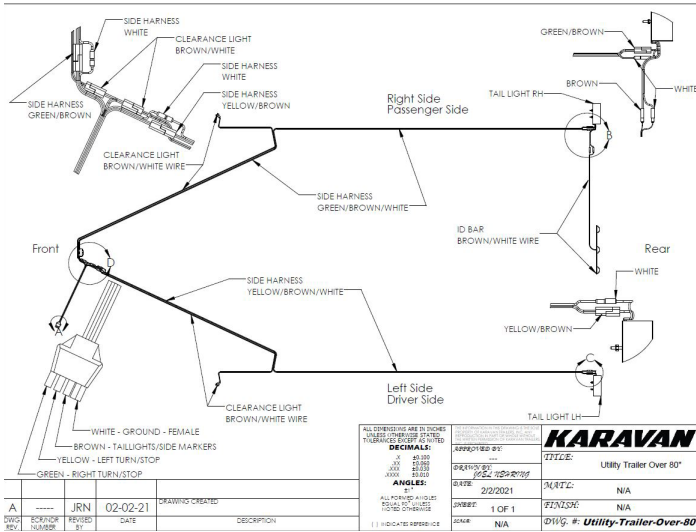 SIDE HARNESS
WHITE
CLEARANCE LIGHT
BROWN/WHITE
SIDE HARNESS
WHITE
SIDE HARNESS
YELLOW/BROWN
SIDE HARNESS
GREEN/BROWN
CLEARANCE LIGHT
BROWN/WHITE WIRE
Right Side
Passenger Side
TAIL LIGHT RH
GREEN/BROWN
BROWN
WHITE
B
SIDE HARNESS
GREEN/BROWN/WHITE
ID BAR
BROWN/WHITE WIRE
Front
Rear
D
SIDE HARNESS
YELLOW/BROWN/WHITE
WHITE
YELLOW/BROWN
A
C
Left Side
Driver Side
TAIL LIGHT LH
CLEARANCE LIGHT
BROWN/WHITE WIRE
WHITE - GROUND - FEMALE
BROWN - TAILLIGHTS/SIDE MARKERS
YELLOW - LEFT TURN/STOP
GREEN - RIGHT TURN/STOP
ALL DIMENSIONS ARE IN INCHES
UNLESS OTHERWISE STATED
TOLERANCES EXCEPT AS NOTED
DECIMALS:
.X ±0.100
.XX ±0.060
.XXX ±0.030
.XXXX ±0.010
ANGLES:
±1°
ALL FORMED ANGLES
EQUAL 90° UNLESS
NOTED OTHERWISE
[ ] INDICATES REFERENCE
APPROVED BY:
---
DRAWN BY:
JOEL NEHRING
DATE:
2/2/2021
SHEET:
1 OF 1
SCALE:
N/A
KARAVAN
TITLE:
Utility Trailer Over 80"
MAT'L:
N/A
FINISH:
N/A
DWG. #: Utility-Trailer-Over-80
A ----- JRN 02-02-21 DRAWING CREATED
DWG REV. ECR/NDR NUMBER REVISED BY DATE DESCRIPTION